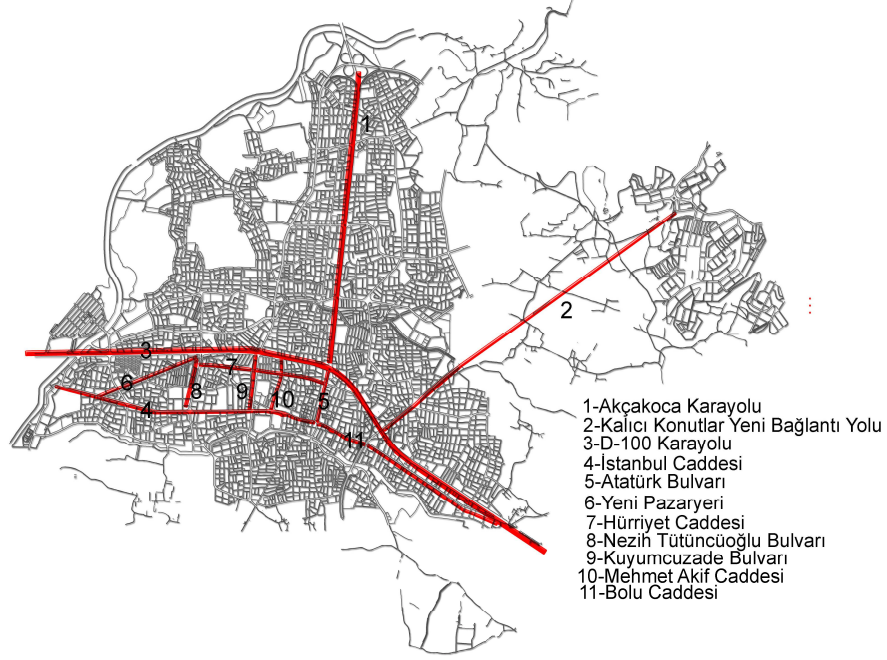 1
2
3
7
6
8
9
10
5
4
11
1-Akçakoca Karayolu
2-Kalıcı Konutlar Yeni Bağlantı Yolu
3-D-100 Karayolu
4-İstanbul Caddesi
5-Atatürk Bulvarı
6-Yeni Pazaryeri
7-Hürriyet Caddesi
8-Nezih Tütüncüoğlu Bulvarı
9-Kuyumcuzade Bulvarı
10-Mehmet Akif Caddesi
11-Bolu Caddesi